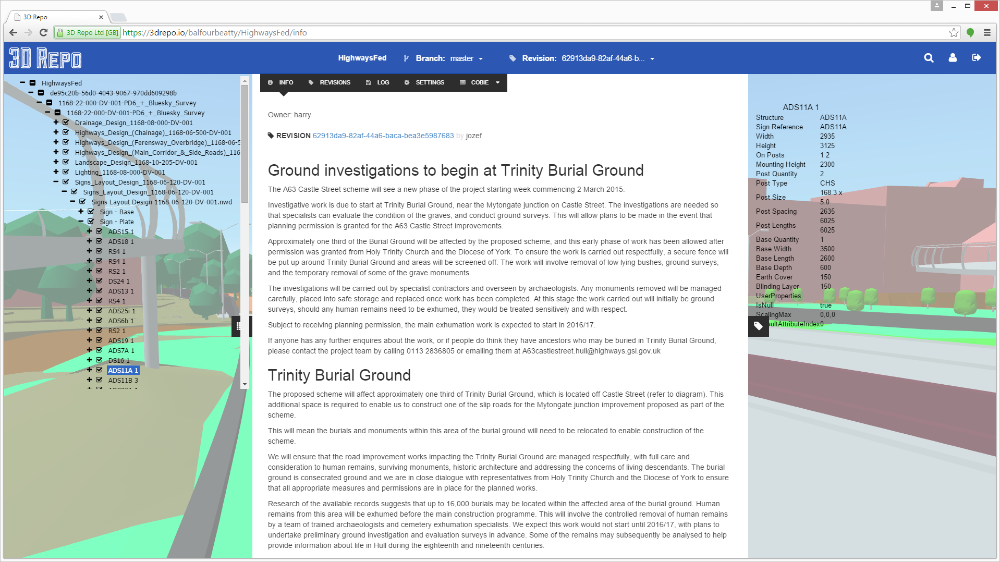 3D Repo
3D Repo Ltd [GB] https://3drepo.io/balfourbeatty/HighwaysFed/info
3D REPO
HighwaysFed Branch: master Revision: 62913da9-82af-44a6-b...
HighwaysFed
de95c20b-56d0-4043-9067-970dd609298b
1168-22-000-DV-001-PD6_+_Bluesky_Survey
1168-22-000-DV-001-PD6_+_Bluesky_Survey
Drainage_Design_1168-08-000-DV-001
Highways_Design_(Chainage)_1168-06-500-DV-001
Highways_Design_(Ferensway_Overbridge)_1168-06-5
Highways_Design_(Main_Corridor_&_Side_Roads)_116
Landscape_Design_1168-10-205-DV-001
Lighting_1168-08-000-DV-001
Signs_Layout_Design_1168-06-120-DV-001
Signs_Layout_Design_1168-06-120-DV-001
Signs Layout Design 1168-06-120-DV-001.nwd
Sign - Base
Sign - Plate
ADS15 1
ADS18 1
RS4 1
RS4 1
RS2 1
DS24 1
ADS13 1
RS4 1
ADS25i 1
ADS6b 1
RS2 1
ADS19 1
ADS7A 1
DS16 1
ADS11A 1
ADS11B 3
INFO REVISIONS LOG SETTINGS COBIE
Owner: harry
REVISION 62913da9-82af-44a6-baca-bea3e5987683 by jozef
Ground investigations to begin at Trinity Burial Ground
The A63 Castle Street scheme will see a new phase of the project starting week commencing 2 March 2015.
Investigative work is due to start at Trinity Burial Ground, near the Mytongate junction on Castle Street. The investigations are needed so
that specialists can evaluate the condition of the graves, and conduct ground surveys. This will allow plans to be made in the event that
planning permission is granted for the A63 Castle Street improvements.
Approximately one third of the Burial Ground will be affected by the proposed scheme, and this early phase of work has been allowed after
permission was granted from Holy Trinity Church and the Diocese of York. To ensure the work is carried out respectfully, a secure fence will
be put up around Trinity Burial Ground and areas will be screened off. The work will involve removal of low lying bushes, ground surveys,
and the temporary removal of some of the grave monuments.
The investigations will be carried out by specialist contractors and overseen by archaeologists. Any monuments removed will be managed
carefully, placed into safe storage and replaced once work has been completed. At this stage the work carried out will initially be ground
surveys, should any human remains need to be exhumed, they would be treated sensitively and with respect.
Subject to receiving planning permission, the main exhumation work is expected to start in 2016/17.
If anyone has any further enquires about the work, or if people do think they have ancestors who may be buried in Trinity Burial Ground,
please contact the project team by calling 0113 2836805 or emailing them at A63castlestreet.hull@highways.gsi.gov.uk
Trinity Burial Ground
The proposed scheme will affect approximately one third of Trinity Burial Ground, which is located off Castle Street (refer to diagram). This
additional space is required to enable us to construct one of the slip roads for the Mytongate junction improvement proposed as part of the
scheme.
This will mean the burials and monuments within this area of the burial ground will need to be relocated to enable construction of the
scheme.
We will ensure that the road improvement works impacting the Trinity Burial Ground are managed respectfully, with full care and
consideration to human remains, surviving monuments, historic architecture and addressing the concerns of living descendants. The burial
ground is consecrated ground and we are in close dialogue with representatives from Holy Trinity Church and the Diocese of York to ensure
that all appropriate measures and permissions are in place for the planned works.
Research of the available records suggests that up to 16,000 burials may be located within the affected area of the burial ground. Human
remains from this area will be exhumed before the main construction programme. This will involve the controlled removal of human remains
by a team of trained archaeologists and cemetery exhumation specialists. We expect this work would not start until 2016/17, with plans to
undertake preliminary ground investigation and evaluation surveys in advance. Some of the remains may subsequently be analysed to help
provide information about life in Hull during the eighteenth and nineteenth centuries.
ADS11A 1
Structure ADS11A
Sign Reference ADS11A
Width 2935
Height 3125
On Posts 1 2
Mounting Height 2300
Post Quantity 2
Post Type CHS
Post Size 168.3 x
5.0
Post Spacing 2635
Post Lengths 6025
6025
Base Quantity 1
Base Width 3500
Base Length 2600
Base Depth 600
Earth Cover 150
Blinding Layer 150
UserProperties
IsNull true
ScalingMax 0,0,0
aultAttributeIndex0